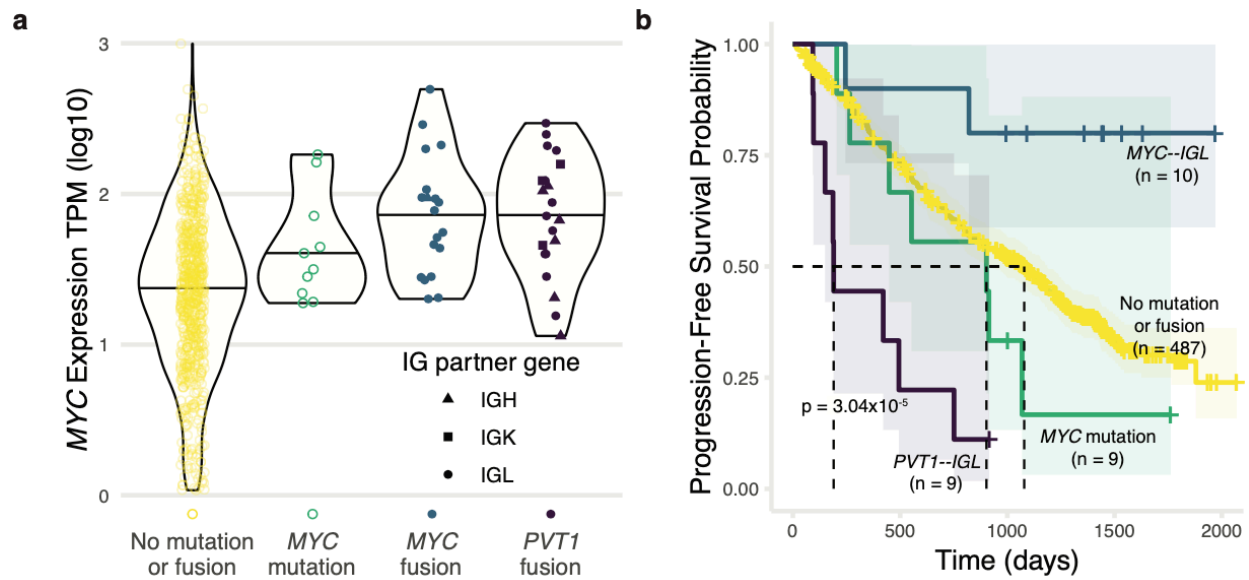 a
MYC Expression TPM (log10)
3
2
1
0
IG partner gene
IGH
IGK
IGL
No mutation
or fusion
MYC
mutation
MYC
fusion
PVT1
fusion
b
Progression-Free Survival Probability
1.00
0.75
0.50
0.25
0.00
MYC--IGL
(n = 10)
No mutation
or fusion
(n = 487)
p = 3.04x10⁻⁵
MYC mutation
(n = 9)
PVT1--IGL
(n = 9)
0
500
1000
1500
2000
Time (days)